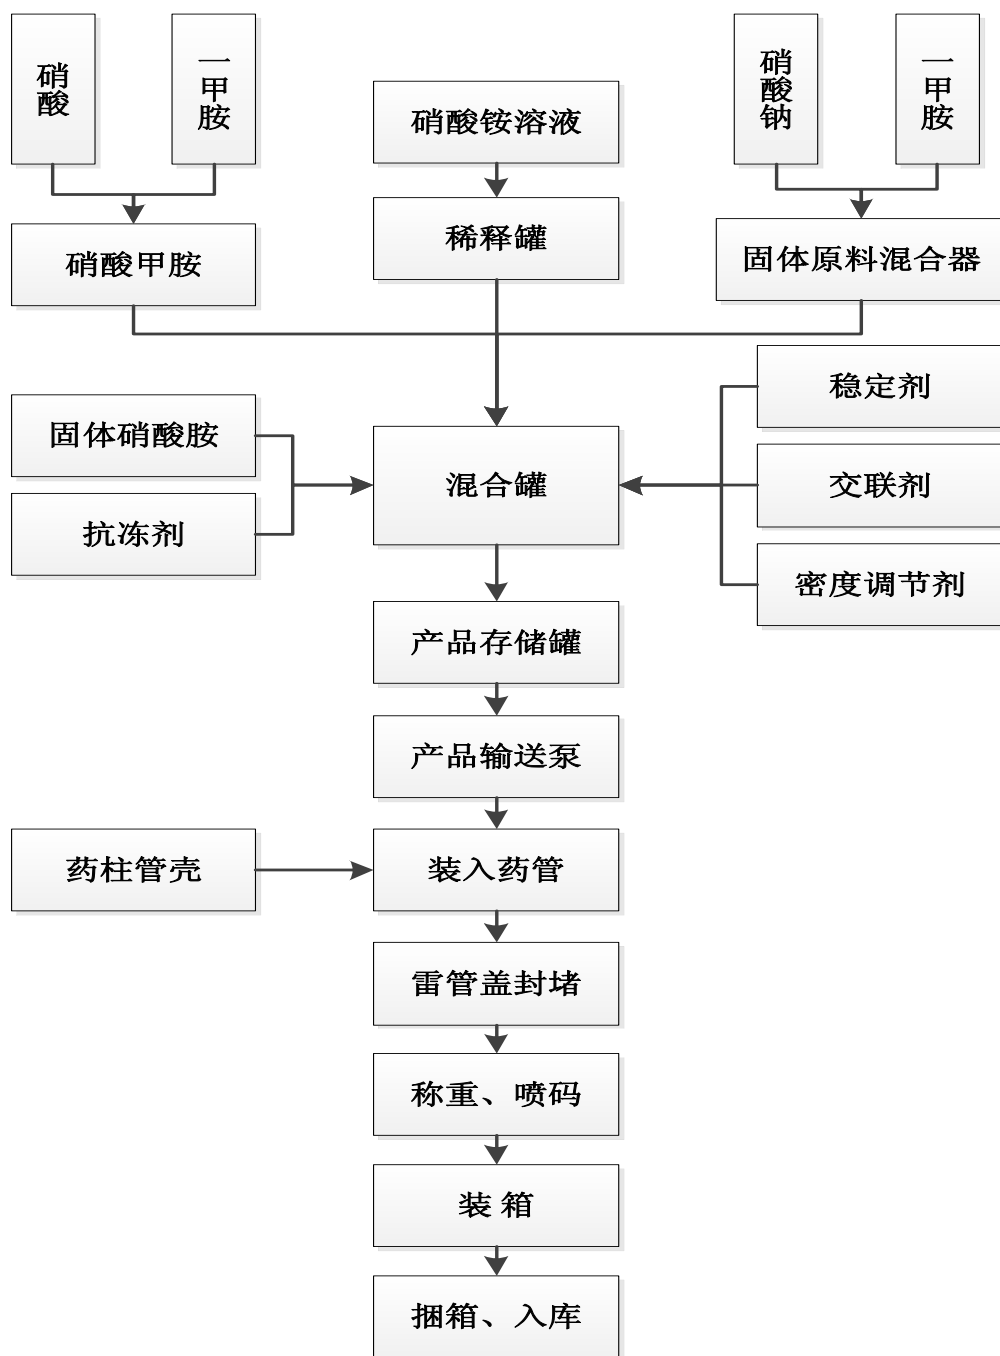 硝酸
一甲胺
硝酸铵溶液
硝酸钠
一甲胺
稀释罐
硝酸甲胺
固体原料混合器
稳定剂
固体硝酸胺
混合罐
交联剂
抗冻剂
密度调节剂
产品存储罐
产品输送泵
药柱管壳
装入药管
雷管盖封堵
称重、喷码
装 箱
捆箱、入库